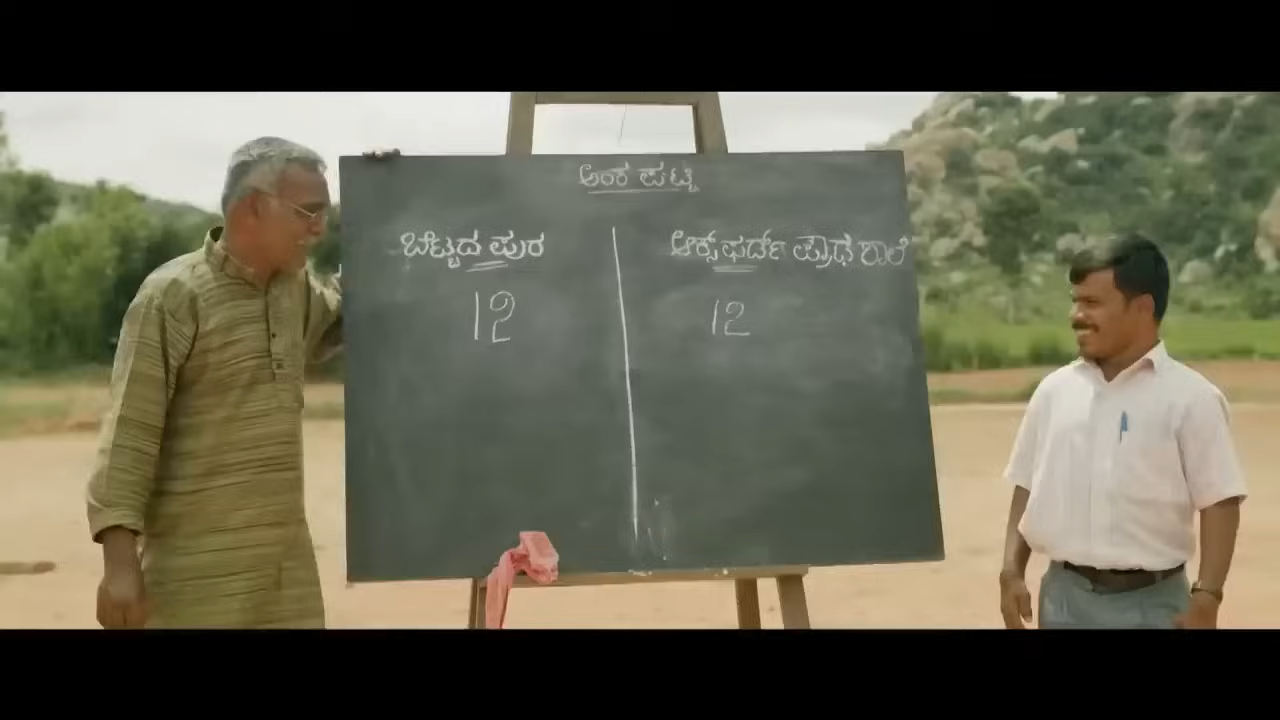 ಅಂಕ ಪಟ್ಟಿ
ಬೆಟ್ಟದ ಪುರ
ಆಕ್ಸ್ ಫರ್ಡ್ ಪ್ರಾಥ ಶಾಲೆ
12
12